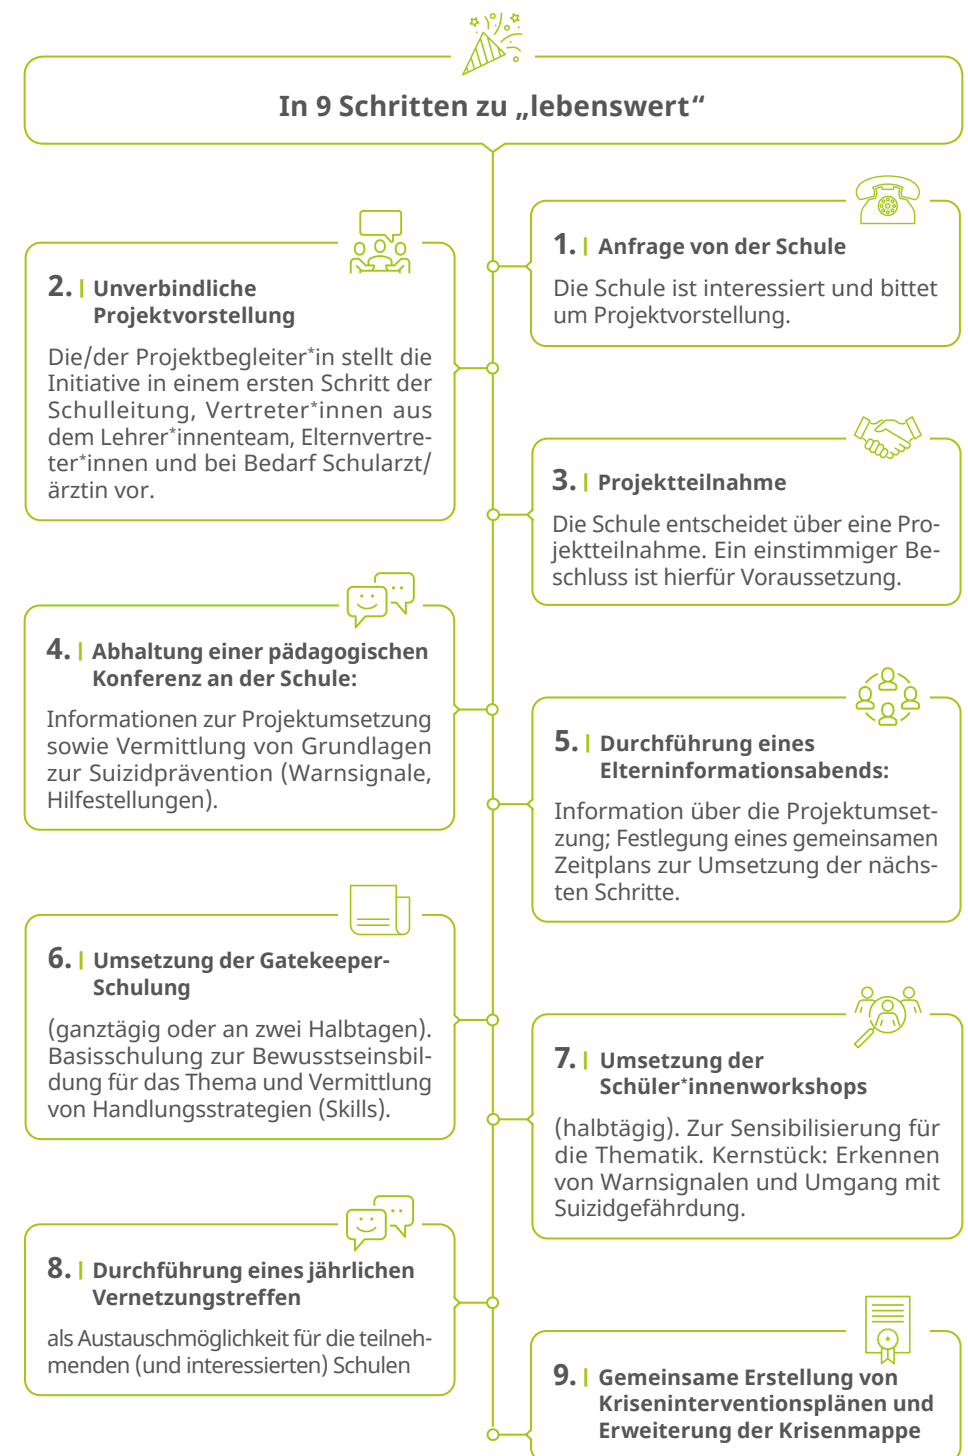 In 9 Schritten zu „lebenswert“
1. | Anfrage von der Schule
Die Schule ist interessiert und bittet
um Projektvorstellung.
2. | Unverbindliche
Projektvorstellung
Die/der Projektbegleiter*in stellt die
Initiative in einem ersten Schritt der
Schulleitung, Vertreter*innen aus
dem Lehrer*innenteam, Elternvertre-
ter*innen und bei Bedarf Schularzt/
ärztin vor.
3. | Projektteilnahme
Die Schule entscheidet über eine Pro-
jektteilnahme. Ein einstimmiger Be-
schluss ist hierfür Voraussetzung.
4. | Abhaltung einer pädagogischen
Konferenz an der Schule:
Informationen zur Projektumsetzung
sowie Vermittlung von Grundlagen
zur Suizidprävention (Warnsignale,
Hilfestellungen).
5. | Durchführung eines
Elterninformationsabends:
Information über die Projektumset-
zung; Festlegung eines gemeinsamen
Zeitplans zur Umsetzung der nächs-
ten Schritte.
6. | Umsetzung der Gatekeeper-
Schulung
(ganztägig oder an zwei Halbtagen).
Basisschulung zur Bewusstseinsbil-
dung für das Thema und Vermittlung
von Handlungsstrategien (Skills).
7. | Umsetzung der
Schüler*innenworkshops
(halbtägig). Zur Sensibilisierung für
die Thematik. Kernstück: Erkennen
von Warnsignalen und Umgang mit
Suizidgefährdung.
8. | Durchführung eines jährlichen
Vernetzungstreffen
als Austauschmöglichkeit für die teilneh-
menden (und interessierten) Schulen
9. | Gemeinsame Erstellung von
Kriseninterventionsplänen und
Erweiterung der Krisenmappe